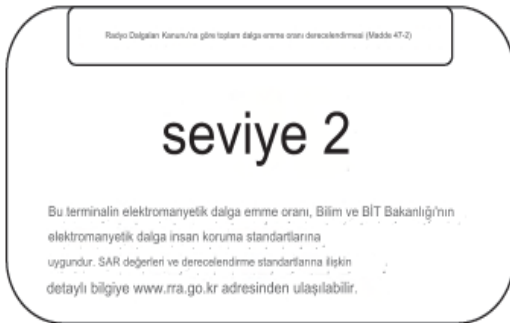 Radyo Dalgaları Kanunu'na göre toplam dalga emme oranı derecelendirmesi (Madde 47-2)
seviye 2
Bu terminalin elektromanyetik dalga emme oranı, Bilim ve BİT Bakanlığı'nın
elektromanyetik dalga insan koruma standartlarına
uygundur. SAR değerleri ve derecelendirme standartlarına ilişkin
detaylı bilgiye www.rra.go.kr adresinden ulaşılabilir.